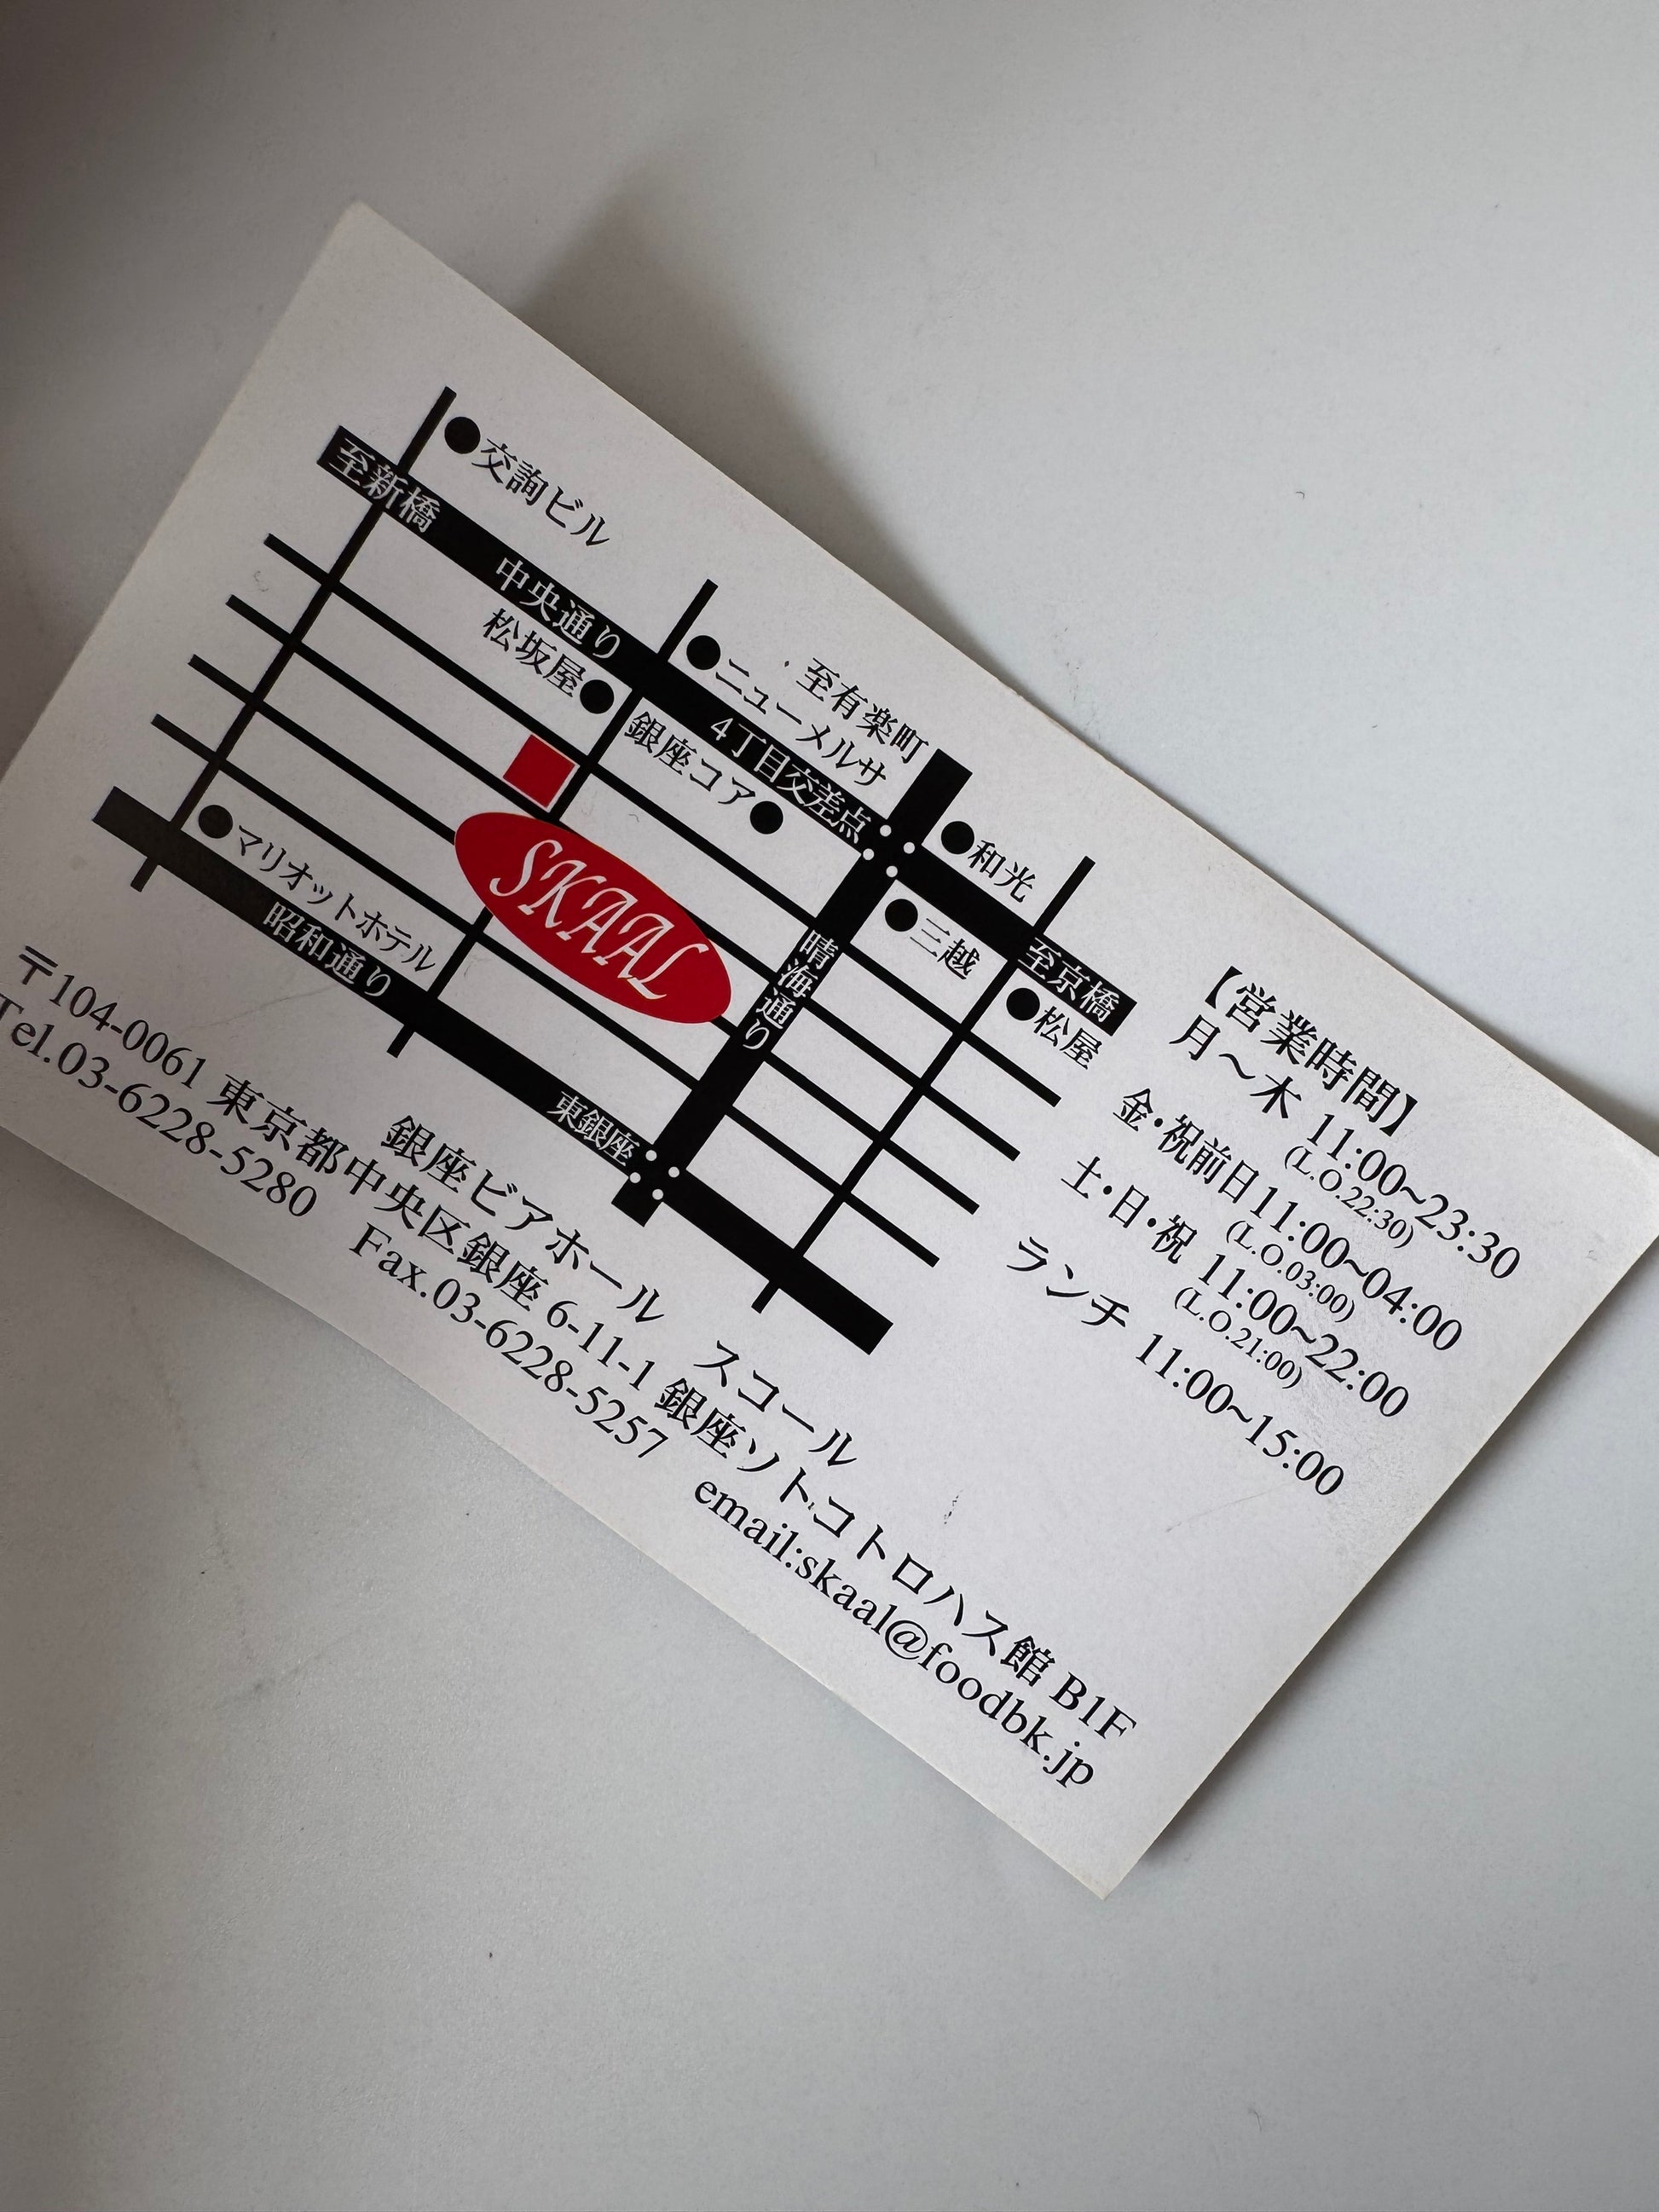 交詢ビル
至新橋
中央通り
松坂屋
ニューメルサ
至有楽町
銀座コア
4丁目交差点
和光
三越
至京橋
松屋
晴海通り
SKAAL
マリオットホテル
昭和通り
東銀座
【営業時間】
月～木 11:00~23:30
(L.O.22:30)
金・祝前日11:00~04:00
(L.O.03:00)
土・日・祝 11:00~22:00
(L.O.21:00)
ランチ 11:00~15:00
銀座ビアホール スコール
〒104-0061 東京都中央区銀座 6-11-1 銀座ソトコトロハス館 B1F
Tel.03-6228-5280 Fax.03-6228-5257 email:skaal@foodbk.jp